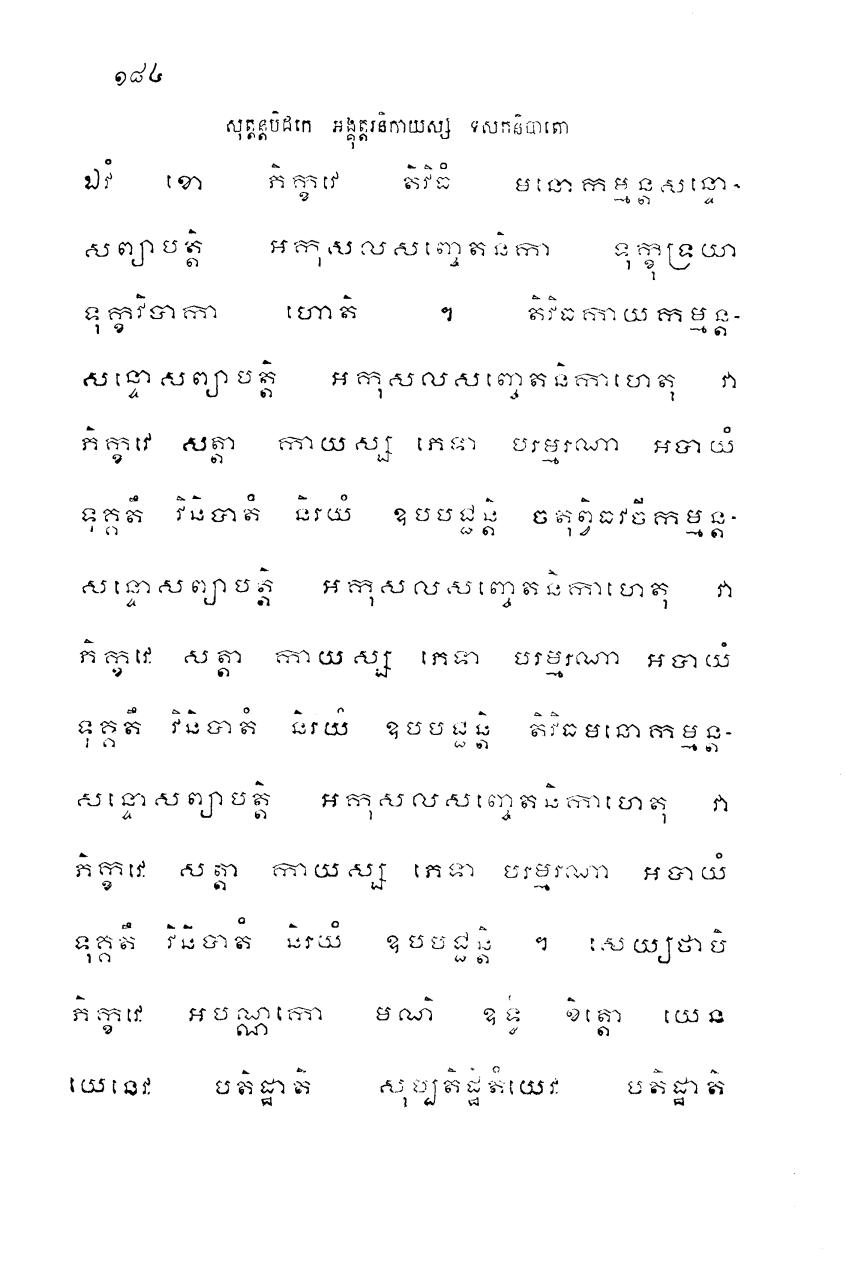 ១៨៤
សុត្តន្តបិដកេ អង្គុត្តរនិកាយស្ស ទសកនិបាតោ
ឯវំ ខោ ភិក្ខវេ តិវិធំ មនោកម្មន្តសន្ទោ-
សព្យាបត្តិ អកុសលសញ្ចេតនិកា ទុក្ខុទ្រយា
ទុក្ខវិបាកា ហោតិ ។ តិវិធកាយកម្មន្ត-
សន្ទោសព្យាបត្តិ អកុសលសញ្ចេតនិកាហេតុ វា
ភិក្ខវេ សត្តា កាយស្ស ភេទា បរម្មរណា អបាយំ
ទុគ្គតឹ វិនិបាតំ និរយំ ឧបបជ្ជន្តិ ចតុព្វិធវចីកម្មន្ត-
សន្ទោសព្យាបត្តិ អកុសលសញ្ចេតនិកាហេតុ វា
ភិក្ខវេ សត្តា កាយស្ស ភេទា បរម្មរណា អបាយំ
ទុគ្គតឹ វិនិបាតំ និរយំ ឧបបជ្ជន្តិ តិវិធមនោកម្មន្ត-
សន្ទោសព្យាបត្តិ អកុសលសញ្ចេតនិកាហេតុ វា
ភិក្ខវេ សត្តា កាយស្ស ភេទា បរម្មរណា អបាយំ
ទុគ្គតឹ វិនិបាតំ និរយំ ឧបបជ្ជន្តិ ។ សេយ្យថាបិ
ភិក្ខវេ អបណ្ណកោ មណិ ឧទ្ធំ ខិត្តោ យេន
យេនេវ បតិដ្ឋាតិ សុប្បតិដ្ឋិតំយេវ បតិដ្ឋាតិ